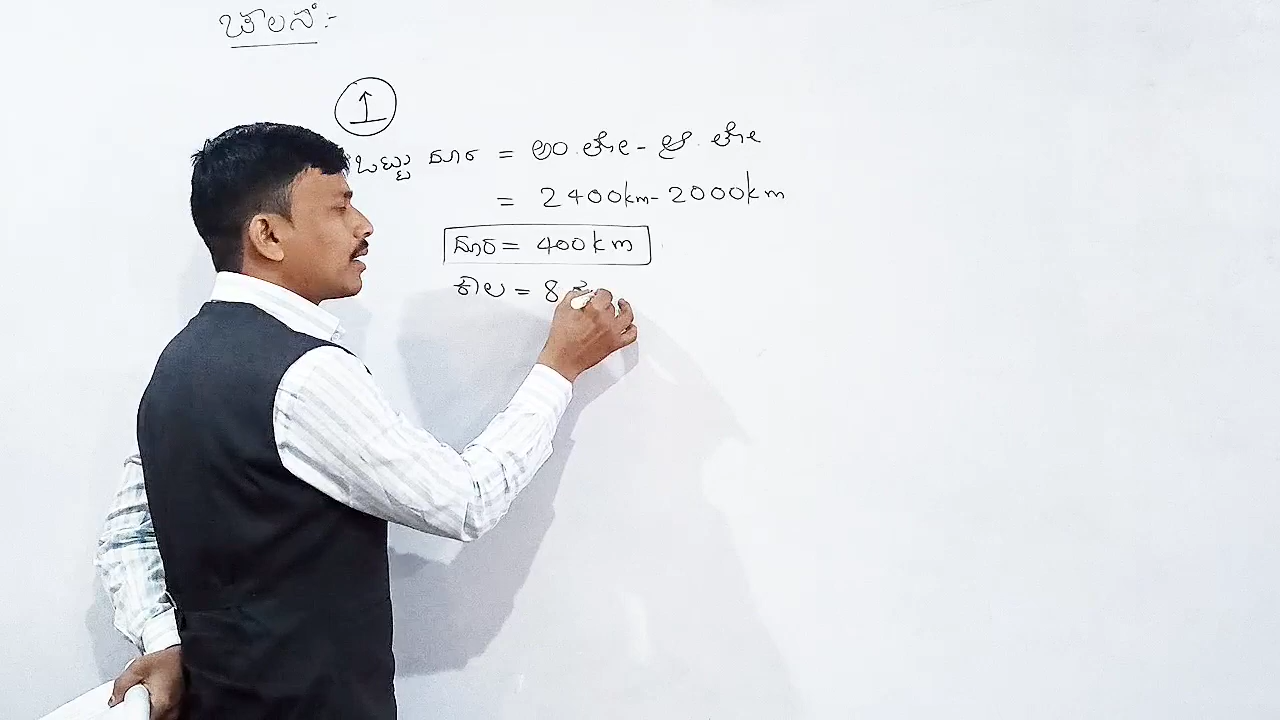 ಚಲನೆ:-
1
ಒಟ್ಟು ದೂರ = ಅಂ.ಲೋ - ಆ.ಲೋ
= 2400km - 2000km
ದೂರ = 400km
ಕಾಲ = 8